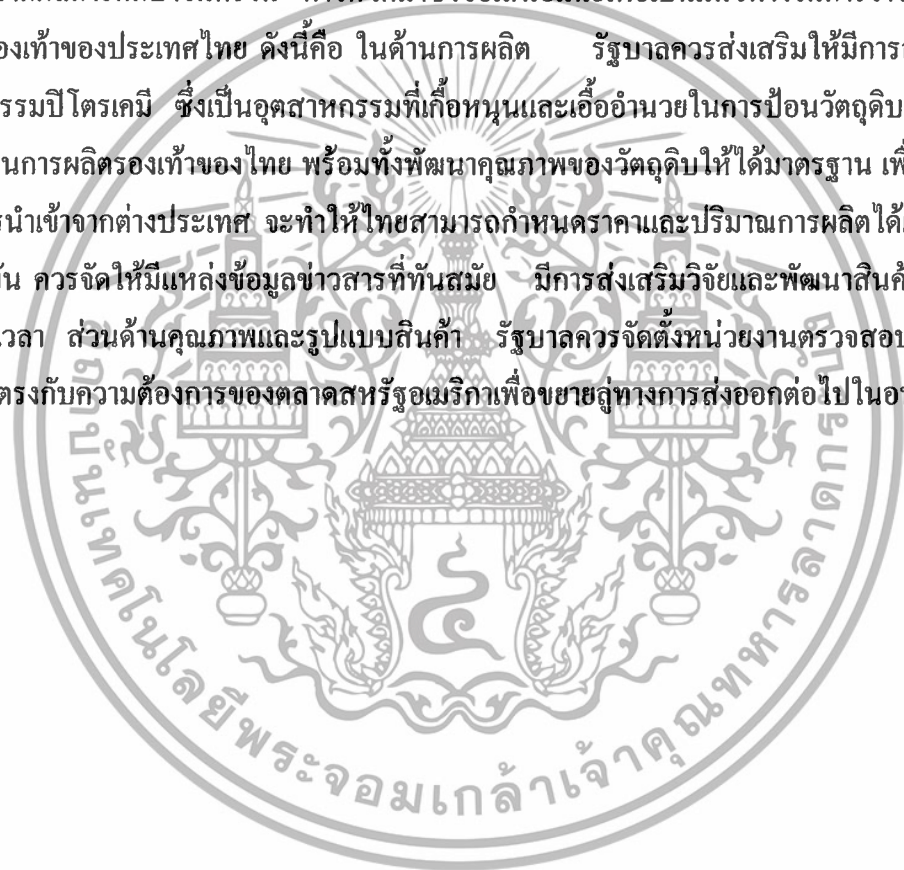 องเท้าของประเทศไทย ดังนี้คือ ในด้านการผลิต รัฐบาลควรส่งเสริมให้มีการ
รรมปิโตรเคมี ซึ่งเป็นอุตสาหกรรมที่เกื้อหนุนและเอื้ออำนวยในการป้อนวัตถุดิบ
นการผลิตรองเท้าของไทย พร้อมทั้งพัฒนาคุณภาพของวัตถุดิบให้ได้มาตรฐาน เพื่
รนำเข้าจากต่างประเทศ จะทำให้ไทยสามารถกำหนดราคาและปริมาณการผลิตได้
ัน ควรจัดให้มีแหล่งข้อมูลข่าวสารที่ทันสมัย มีการส่งเสริมวิจัยและพัฒนาสินค้
เวลา ส่วนด้านคุณภาพและรูปแบบสินค้า รัฐบาลควรจัดตั้งหน่วยงานตรวจสอบ
ตรงกับความต้องการของตลาดสหรัฐอเมริกาเพื่อขยายลู่ทางการส่งออกต่อไปในอน
สถาบันเทคโนโลยีพระจอมเกล้าเจ้าคุณทหารลาดกระบัง